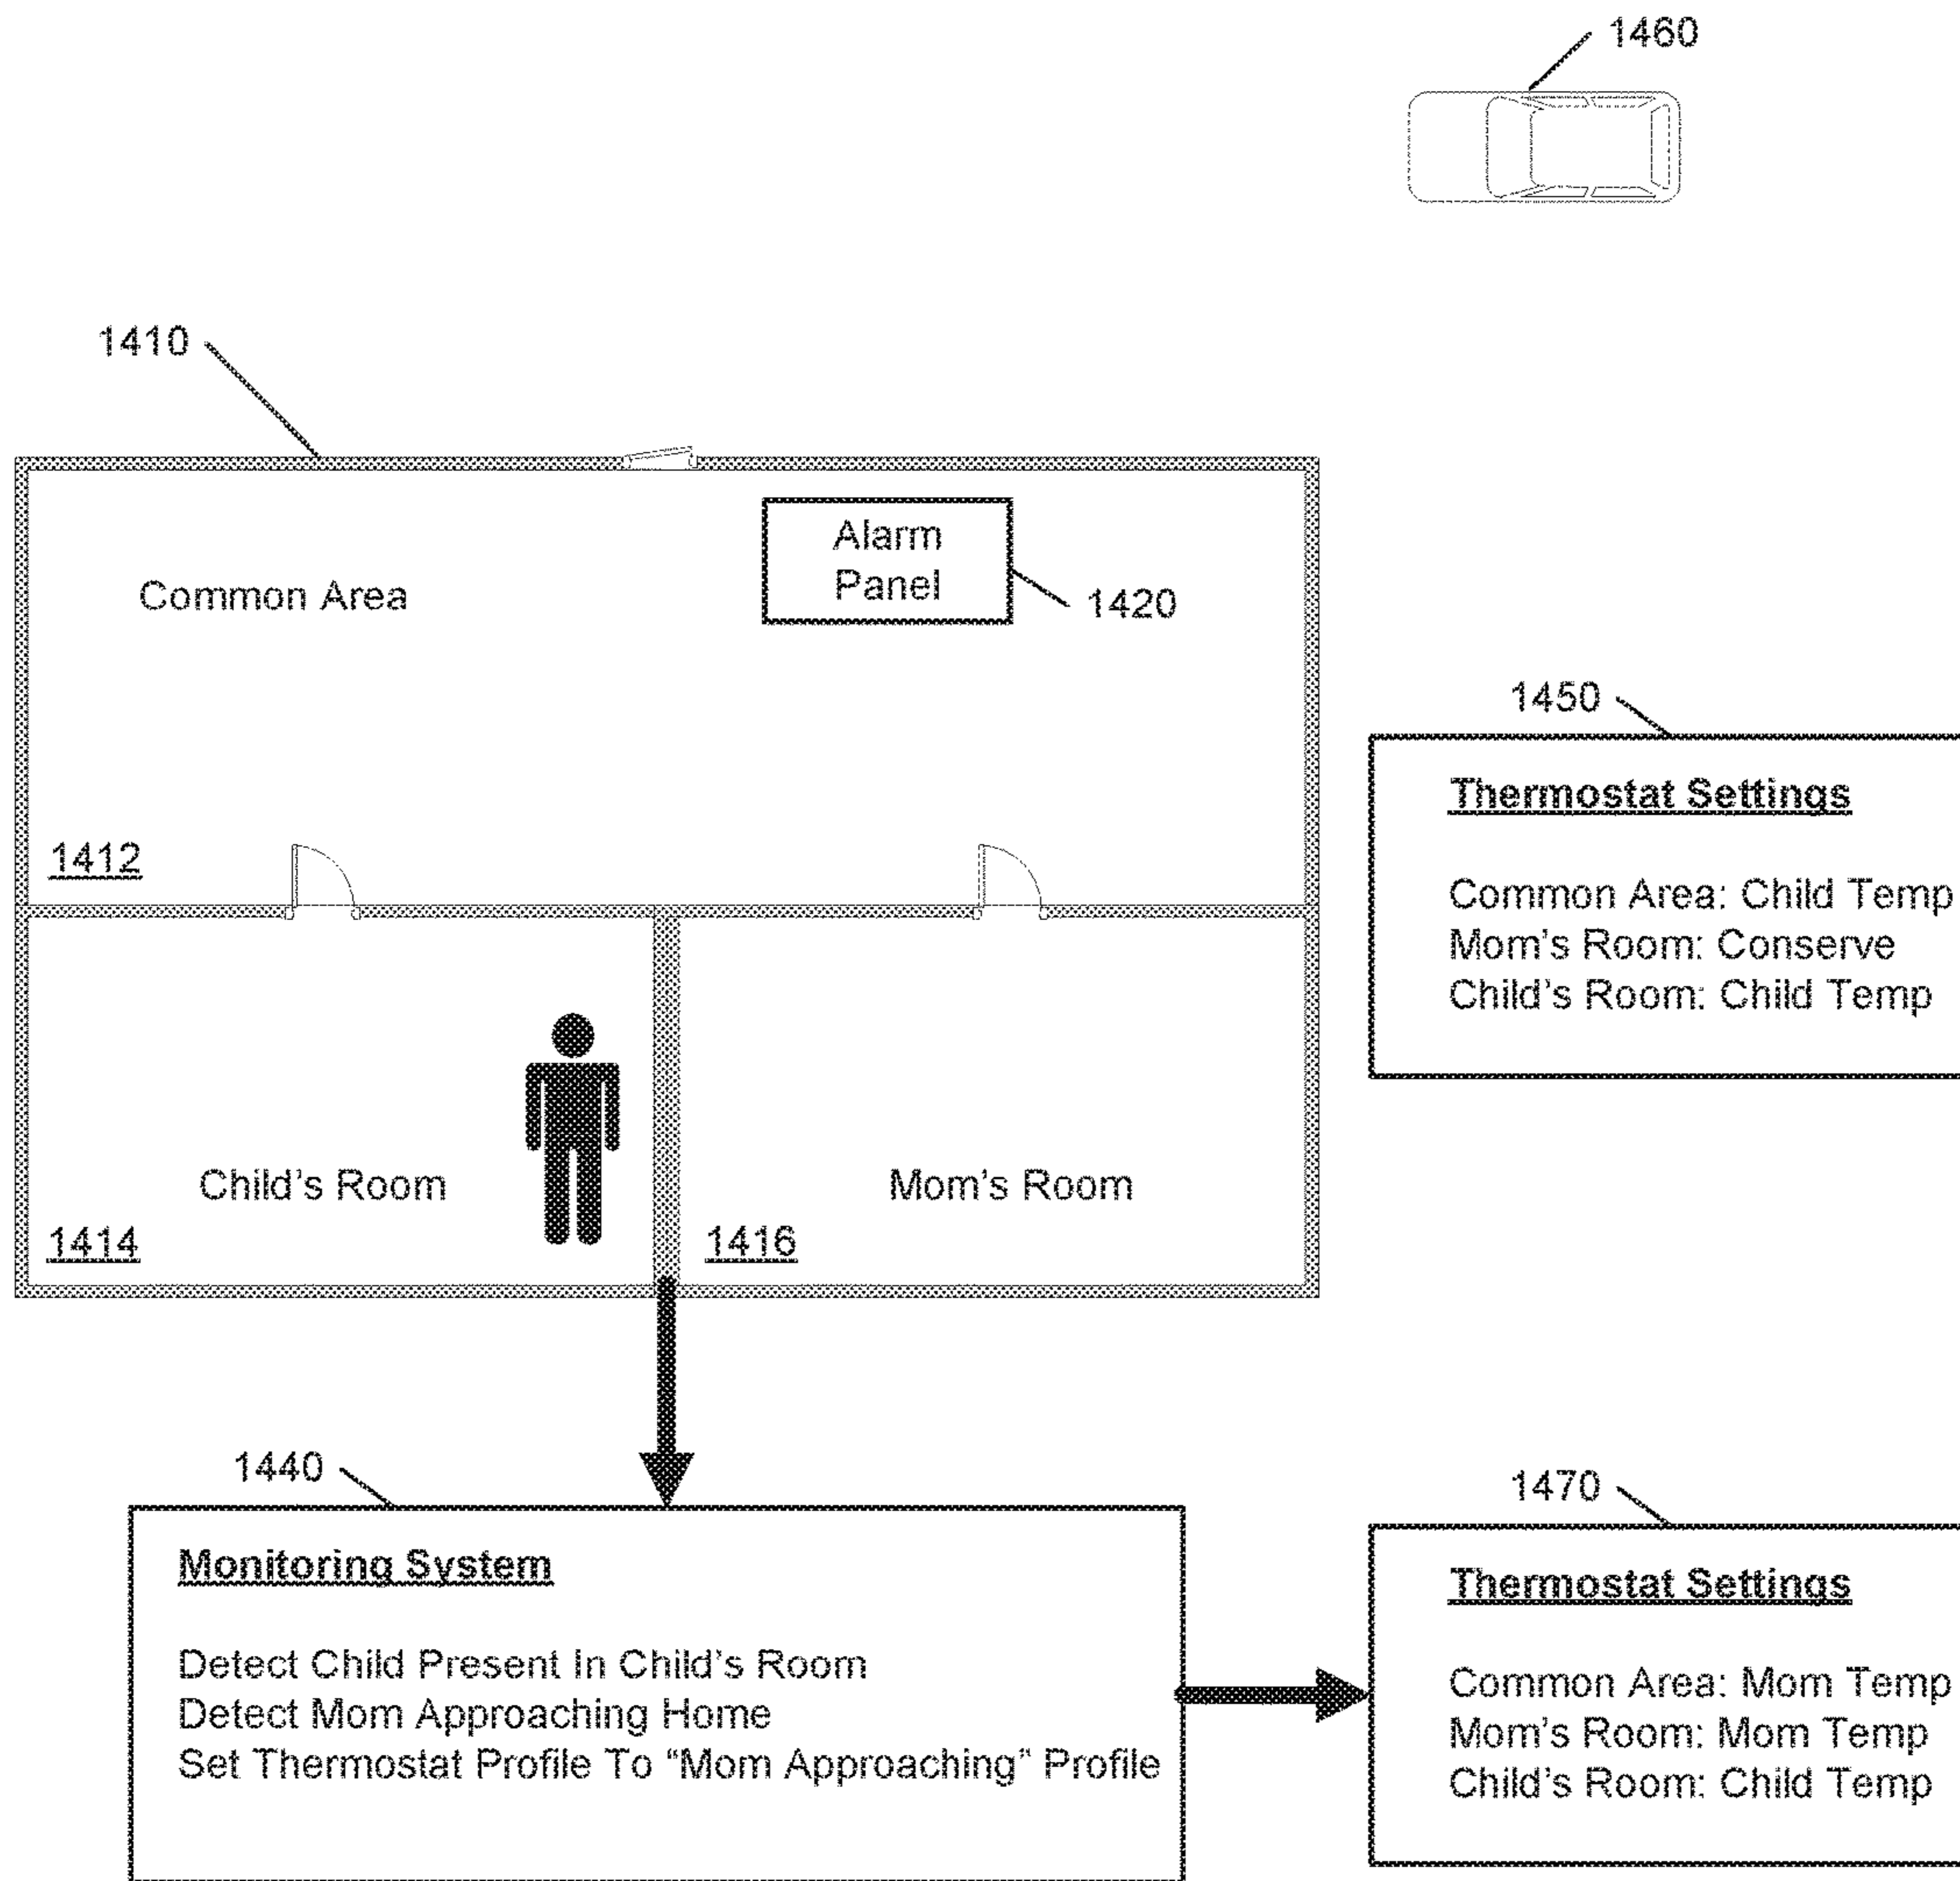 1460
1410
Alarm
Panel
Common Area
1420
1450
Thermostat Settings
1412
Common Area: Child Temp
Mom's Room: Conserve
Child's Room: Child Temp
Child's Room
Mom's Room
1414
1416
1440
1470
Monitoring System
Detect Child Present In Child's Room
Detect Mom Approaching Home
Set Thermostat Profile To “Mom Approaching” Profile
Thermostat Settings
Common Area: Mom Temp
Mom's Room: Mom Temp
Child's Room: Child Temp